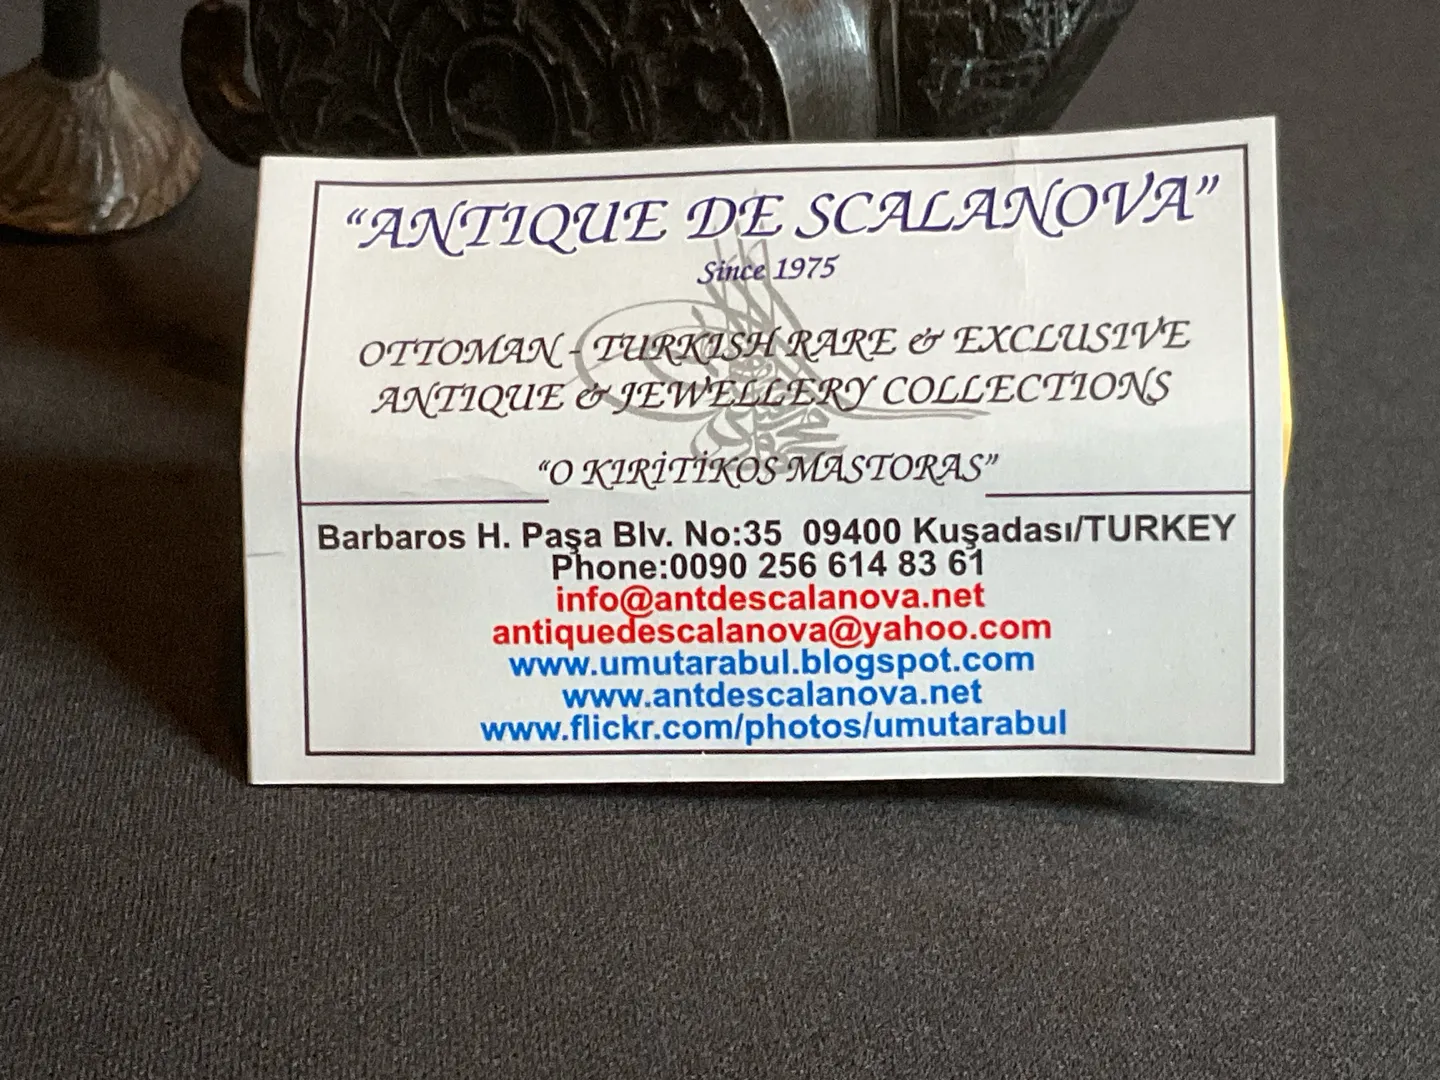 “ANTIQUE DE SCALANOVA”
Since 1975
OTTOMAN - TURKISH RARE & EXCLUSIVE
ANTIQUE & JEWELLERY COLLECTIONS
“O KIRİTİKOS MASTORAS”
Barbaros H. Paşa Blv. No:35 09400 Kuşadası/TURKEY
Phone:0090 256 614 83 61
info@antdescalanova.net
antiquedescalanova@yahoo.com
www.umutarabul.blogspot.com
www.antdescalanova.net
www.flickr.com/photos/umutarabul